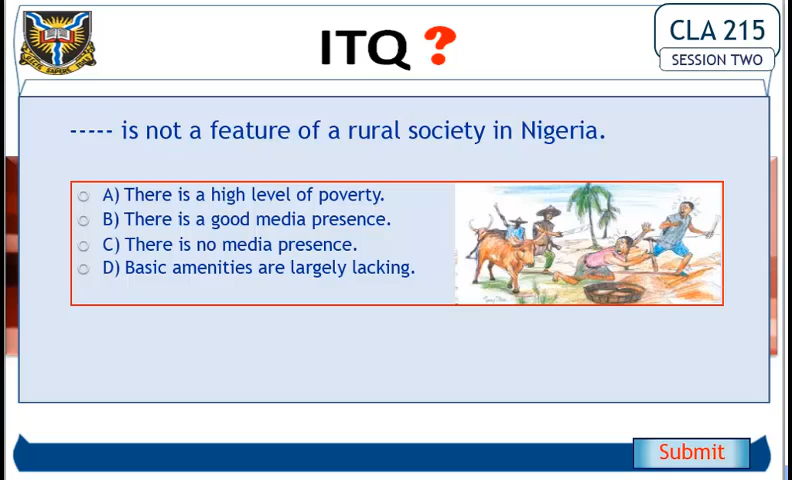 ITQ ?
CLA 215
SESSION TWO
----- is not a feature of a rural society in Nigeria.
A) There is a high level of poverty.
B) There is a good media presence.
C) There is no media presence.
D) Basic amenities are largely lacking.
Submit